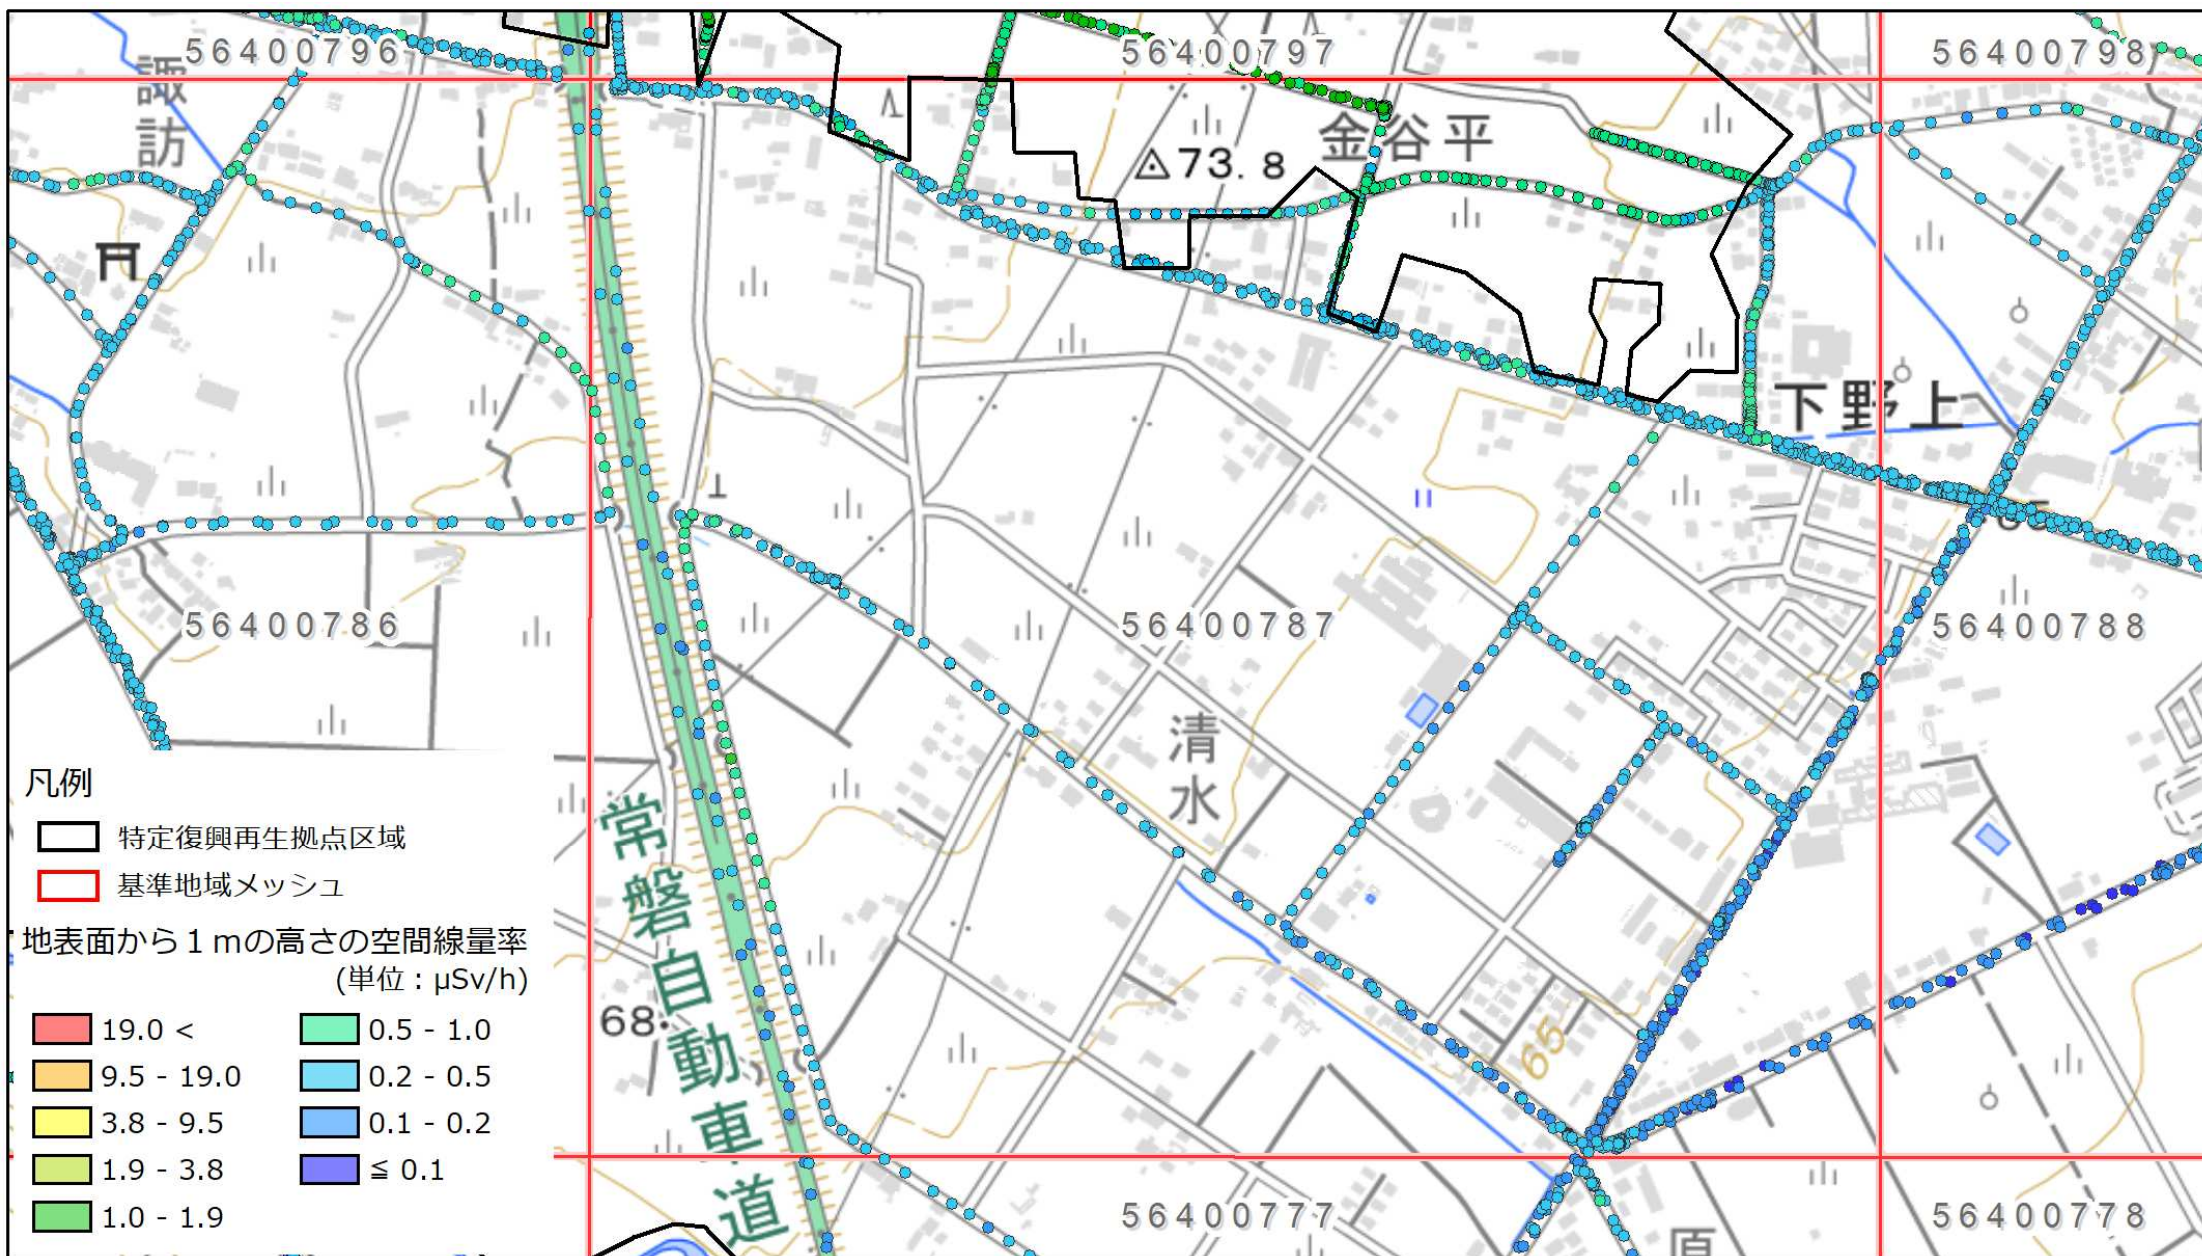 56400796
56400797
56400798
諏訪
金谷平
73.8
下野上
56400786
56400787
56400788
清水
常磐自動車道
68
65
56400777
56400778
原
凡例
特定復興再生拠点区域
基準地域メッシュ
地表面から1mの高さの空間線量率
(単位:μSv/h)
19.0 <
9.5 - 19.0
3.8 - 9.5
1.9 - 3.8
1.0 - 1.9
0.5 - 1.0
0.2 - 0.5
0.1 - 0.2
≦ 0.1